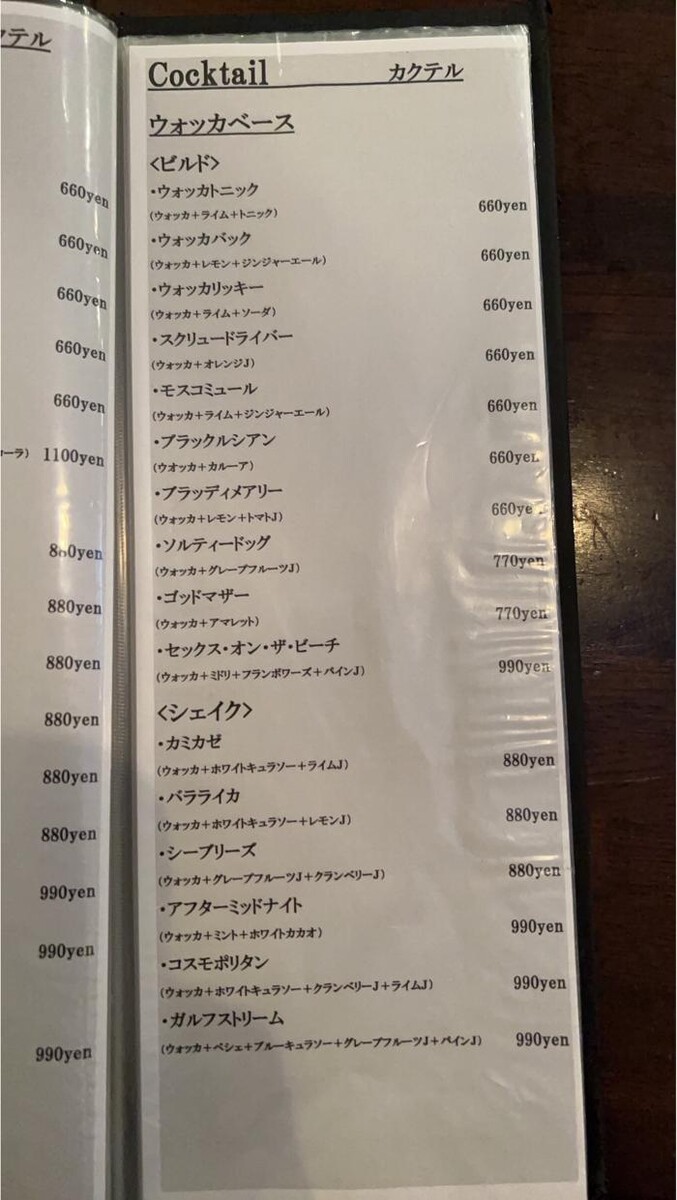 クテル
660yen
660yen
660yen
660yen
660yen
ーラ) 1100yen
880yen
880yen
880yen
880yen
880yen
880yen
990yen
990yen
990yen
Cocktail カクテル
ウォッカベース
<ビルド>
・ウォッカトニック
(ウォッカ+ライム+トニック) 660yen
・ウォッカバック
(ウォッカ+レモン+ジンジャーエール) 660yen
・ウォッカリッキー
(ウォッカ+ライム+ソーダ) 660yen
・スクリュードライバー
(ウォッカ+オレンジJ) 660yen
・モスコミュール
(ウォッカ+ライム+ジンジャーエール) 660yen
・ブラックルシアン
(ウオッカ+カルーア) 660yen
・ブラッディメアリー
(ウォッカ+レモン+トマトJ) 660ye
・ソルティードッグ
(ウォッカ+グレープフルーツJ) 770yen
・ゴッドマザー
(ウォッカ+アマレット) 770yen
・セックス・オン・ザ・ビーチ
(ウォッカ+ミドリ+フランボワーズ+パインJ) 990yen
<シェイク>
・カミカゼ
(ウォッカ+ホワイトキュラソー+ライムJ) 880yen
・バラライカ
(ウォッカ+ホワイトキュラソー+レモンJ) 880yen
・シーブリーズ
(ウォッカ+グレープフルーツJ+クランベリーJ) 880yen
・アフターミッドナイト
(ウォッカ+ミント+ホワイトカカオ) 990yen
・コスモポリタン
(ウォッカ+ホワイトキュラソー+クランベリーJ+ライムJ) 990yen
・ガルフストリーム
(ウォッカ+ペシェ+ブルーキュラソー+グレープフルーツJ+パインJ) 990yen